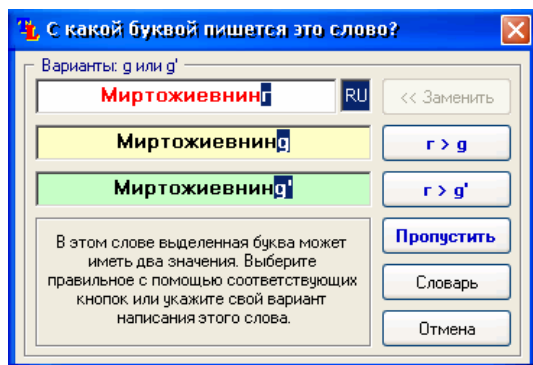 С какой буквой пишется это слово?
Варианты: g или g'
Миртожиевнинг RU << Заменить
Миртожиевнинg г > g
Миртожиевнинg' г > g'
В этом слове выделенная буква может
иметь два значения. Выберите
правильное с помощью соответствующих
кнопок или укажите свой вариант
написания этого слова.
Пропустить
Словарь
Отмена